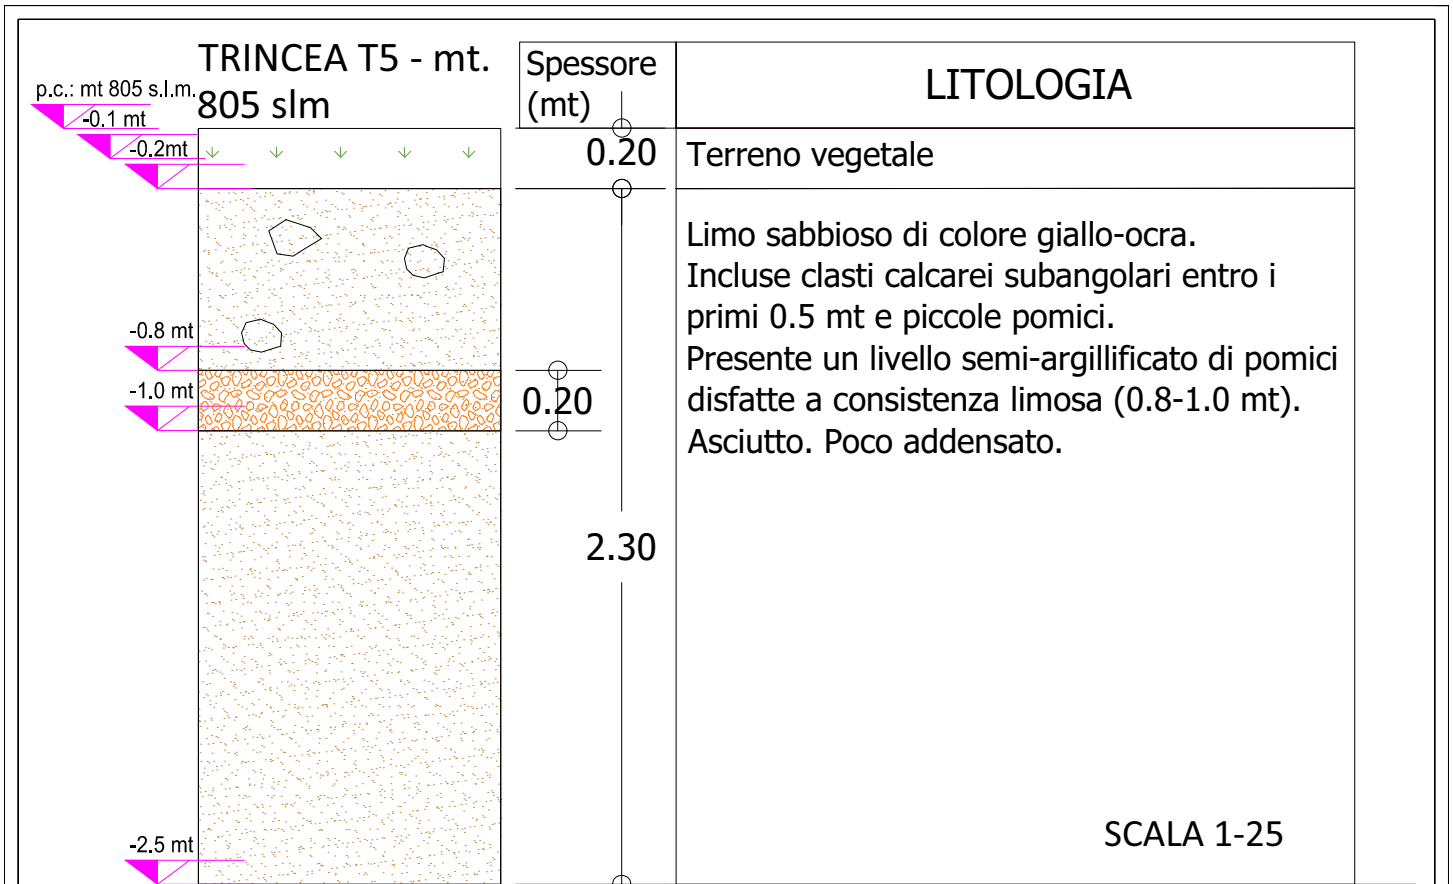 TRINCEA T5 - mt.
805 slm
Spessore
(mt)
LITOLOGIA
p.c.: mt 805 s.l.m.
-0.1 mt
-0.2mt
0.20
Terreno vegetale
Limo sabbioso di colore giallo-ocra.
Incluse clasti calcarei subangolari entro i
primi 0.5 mt e piccole pomici.
Presente un livello semi-argillificato di pomici
disfatte a consistenza limosa (0.8-1.0 mt).
Asciutto. Poco addensato.
-0.8 mt
-1.0 mt
0.20
2.30
-2.5 mt
SCALA 1-25